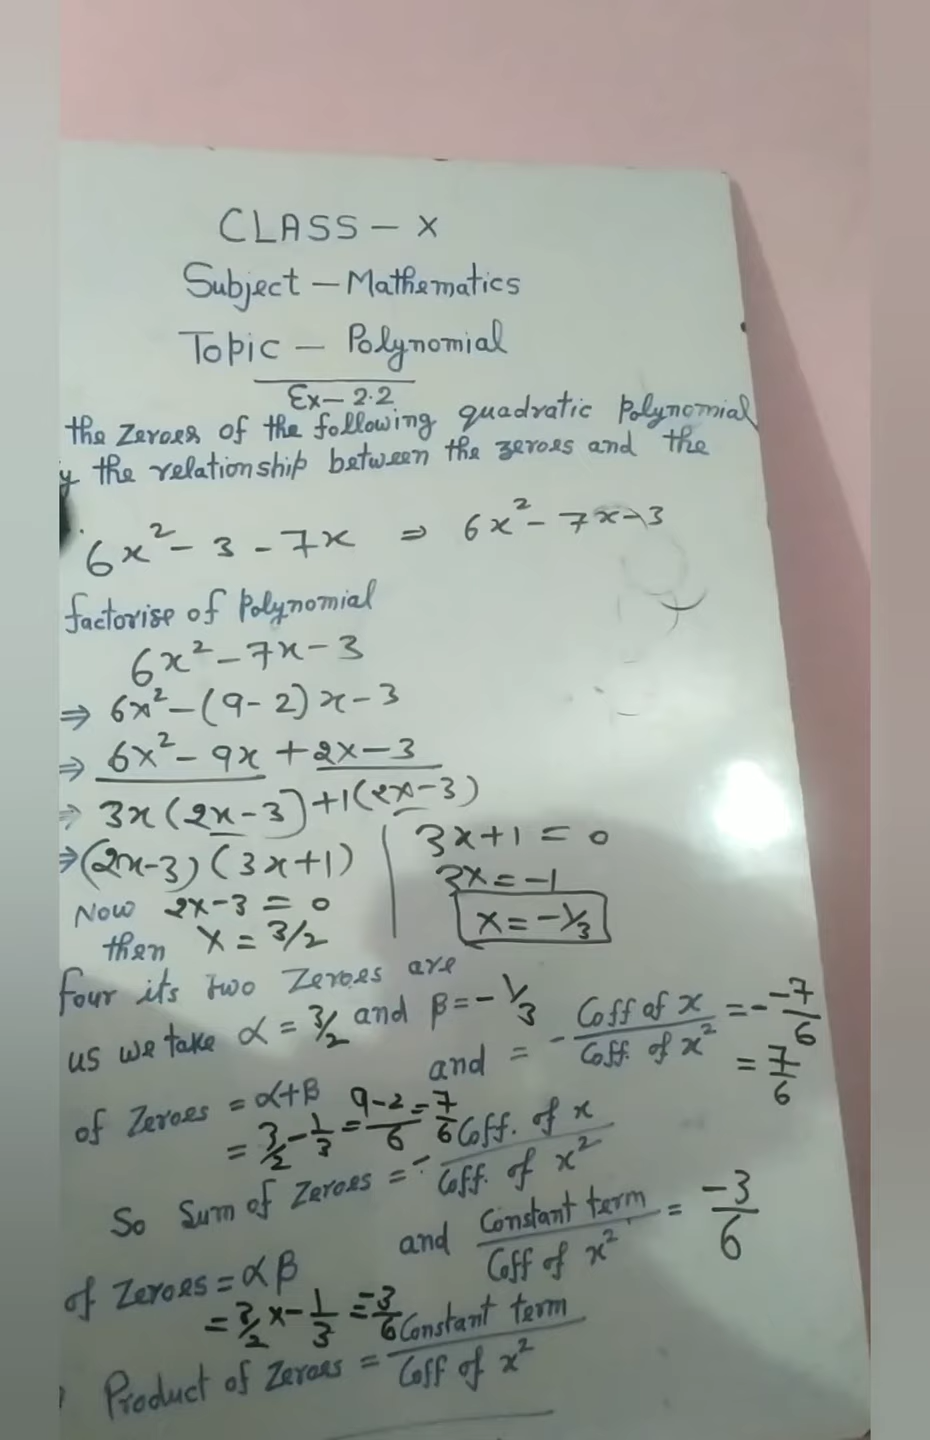 CLASS – X
Subject – Mathematics
Topic – Polynomial
Ex – 2.2
the Zeroes of the following quadratic Polynomial
y the relationship between the zeroes and the
6x² – 3 – 7x ⇒ 6x² – 7x – 3
factorise of Polynomial
6x² – 7x – 3
⇒ 6x² – (9 – 2) x – 3
⇒ 6x² – 9x + 2x – 3
⇒ 3x (2x – 3) + 1 (2x – 3)
⇒ (2x – 3) (3x + 1)
Now 2x – 3 = 0
then x = 3/2
3x + 1 = 0
3x = –1
x = –1/3
four its two Zeroes are
us we take α = 3/2 and β = – 1/3
of Zeroes = α + β
= 3/2 – 1/3 = 9 – 2/6 = 7/6
and = – Coff of x/Coff. of x² = – –7/6
= 7/6
So Sum of Zeroes = – Coff. of x/Coff. of x²
of Zeroes = α β
= 3/2 x – 1/3 = –3/6
and Constant term/Coff of x² = –3/6
Product of Zeroes = Constant term/Coff of x²